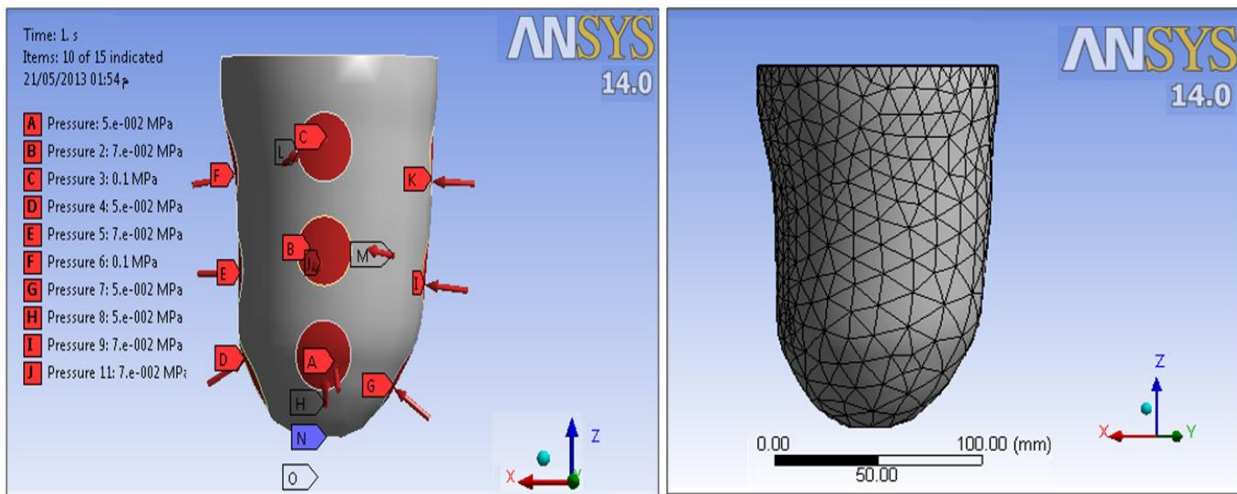 Time: 1. s
Items: 10 of 15 indicated
21/05/2013 01:54 م
A Pressure: 5.e-002 MPa
B Pressure 2: 7.e-002 MPa
C Pressure 3: 0.1 MPa
D Pressure 4: 5.e-002 MPa
E Pressure 5: 7.e-002 MPa
F Pressure 6: 0.1 MPa
G Pressure 7: 5.e-002 MPa
H Pressure 8: 5.e-002 MPa
I Pressure 9: 7.e-002 MPa
J Pressure 11: 7.e-002 MPa
ANSYS
14.0
C
L
F
K
B
J
M
E
I
A
D
G
H
N
O
Z
X
Y
ANSYS
14.0
0.00
100.00 (mm)
50.00
Z
X
Y